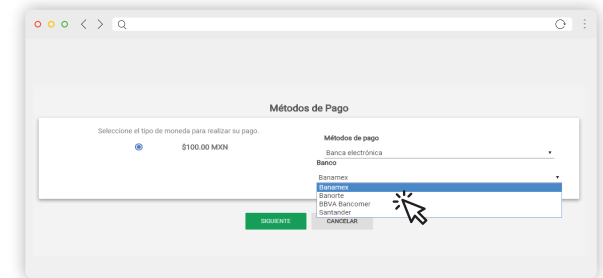 Métodos de Pago
Seleccione el tipo de moneda para realizar su pago.
$100.00 MXN
Métodos de pago
Banca electrónica
Banco
Banamex
Banamex
Banorte
BBVA Bancomer
Santander
SIGUIENTE
CANCELAR